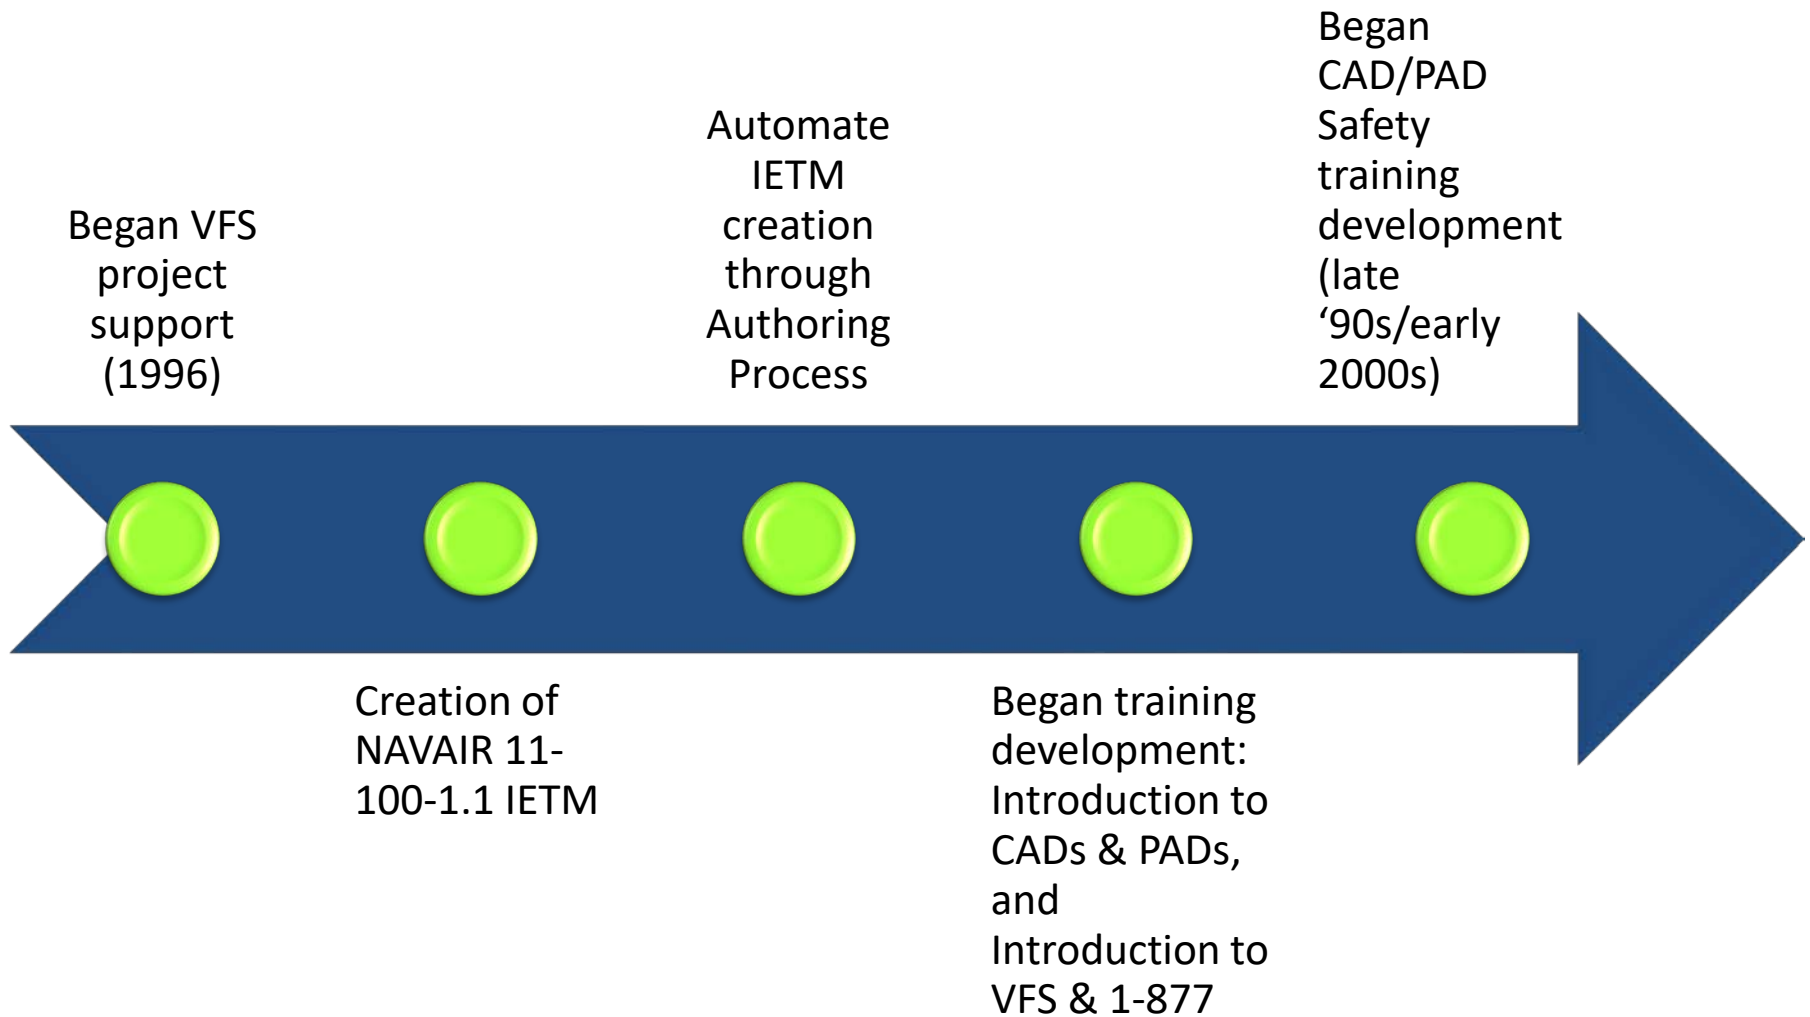 Began VFS
project
support
(1996)
Creation of
NAVAIR 11-
100-1.1 IETM
Automate
IETM
creation
through
Authoring
Process
Began training
development:
Introduction to
CADs & PADs,
and
Introduction to
VFS & 1-877
Began
CAD/PAD
Safety
training
development
(late
‘90s/early
2000s)